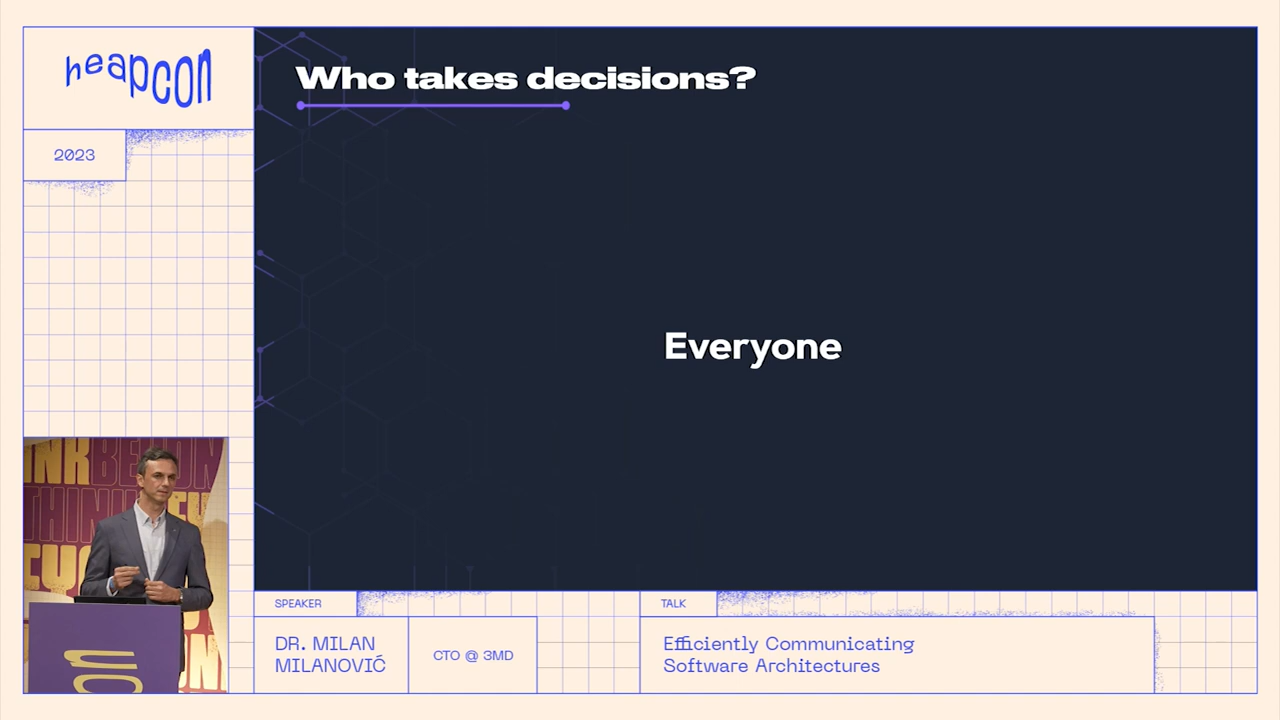 heapcon
2023
Who takes decisions?
Everyone
SPEAKER
DR. MILAN
MILANOVIĆ
CTO @ 3MD
TALK
Efficiently Communicating
Software Architectures